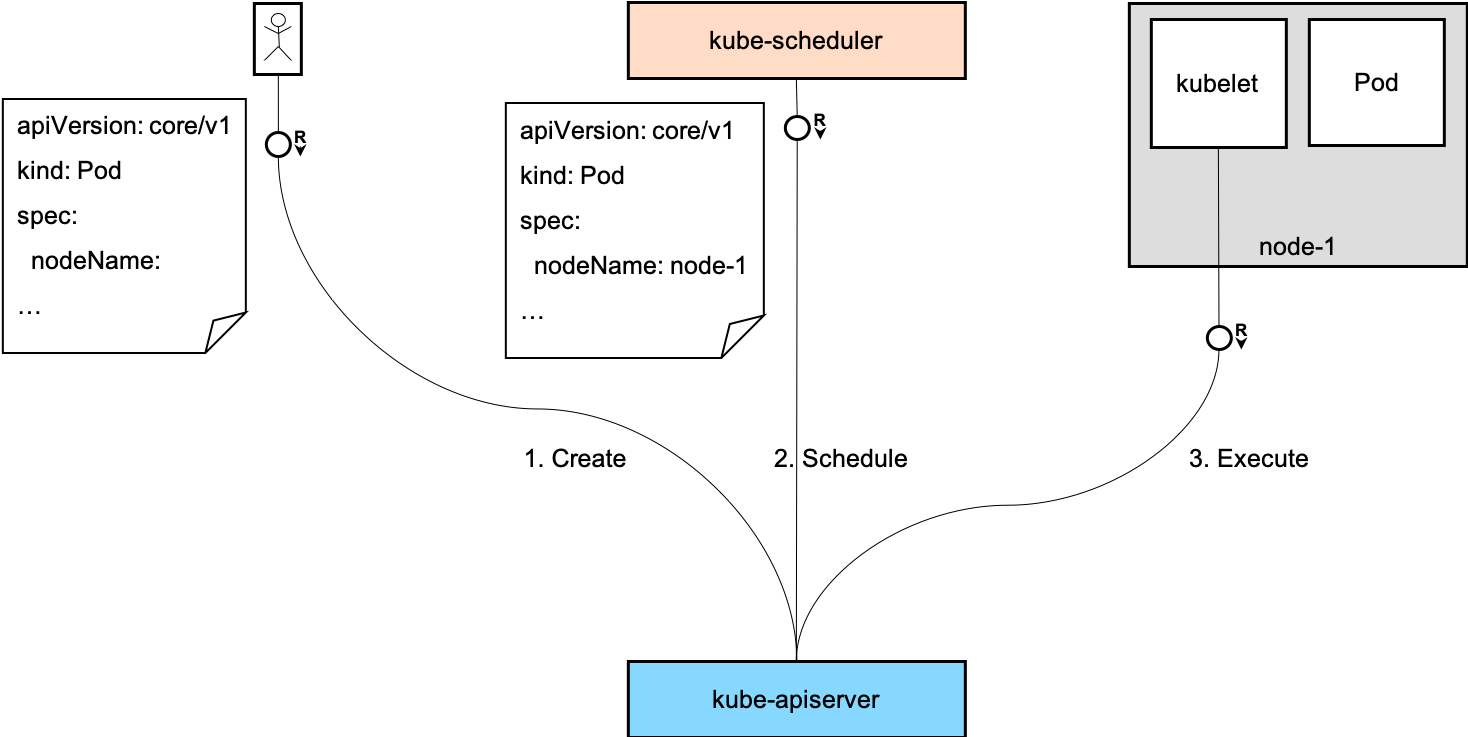 kube-scheduler
kubelet
Pod
node-1
apiVersion: core/v1
kind: Pod
spec:
nodeName:
…
R
apiVersion: core/v1
kind: Pod
spec:
nodeName: node-1
…
R
R
1. Create
2. Schedule
3. Execute
kube-apiserver